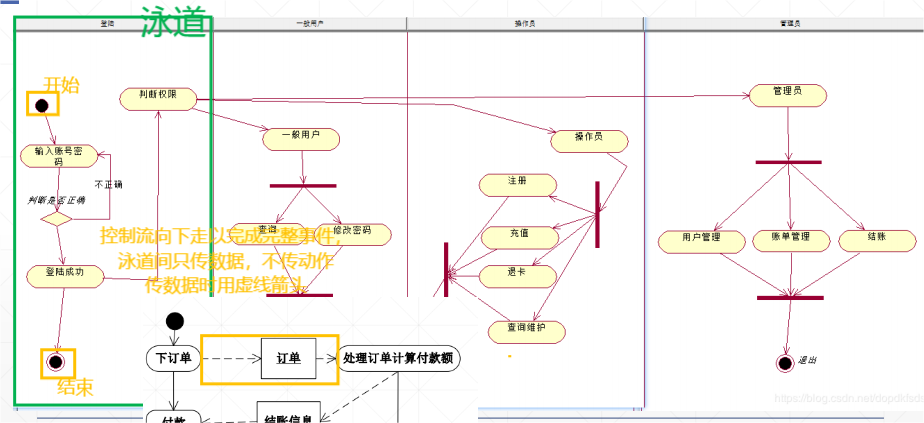 泳道
登陆
一般用户
操作员
管理员
开始
判断权限
管理员
一般用户
操作员
输入账号密
码
不正确
判断是否正确
注册
查询
修改密码
充值
用户管理
账单管理
结账
控制流向下走以完成完整事件,
泳道间只传数据，不传动作
传数据时用虚线箭头
登陆成功
退卡
查询维护
下订单
订单
处理订单计算付款额
结束
退出
付款
结账信息